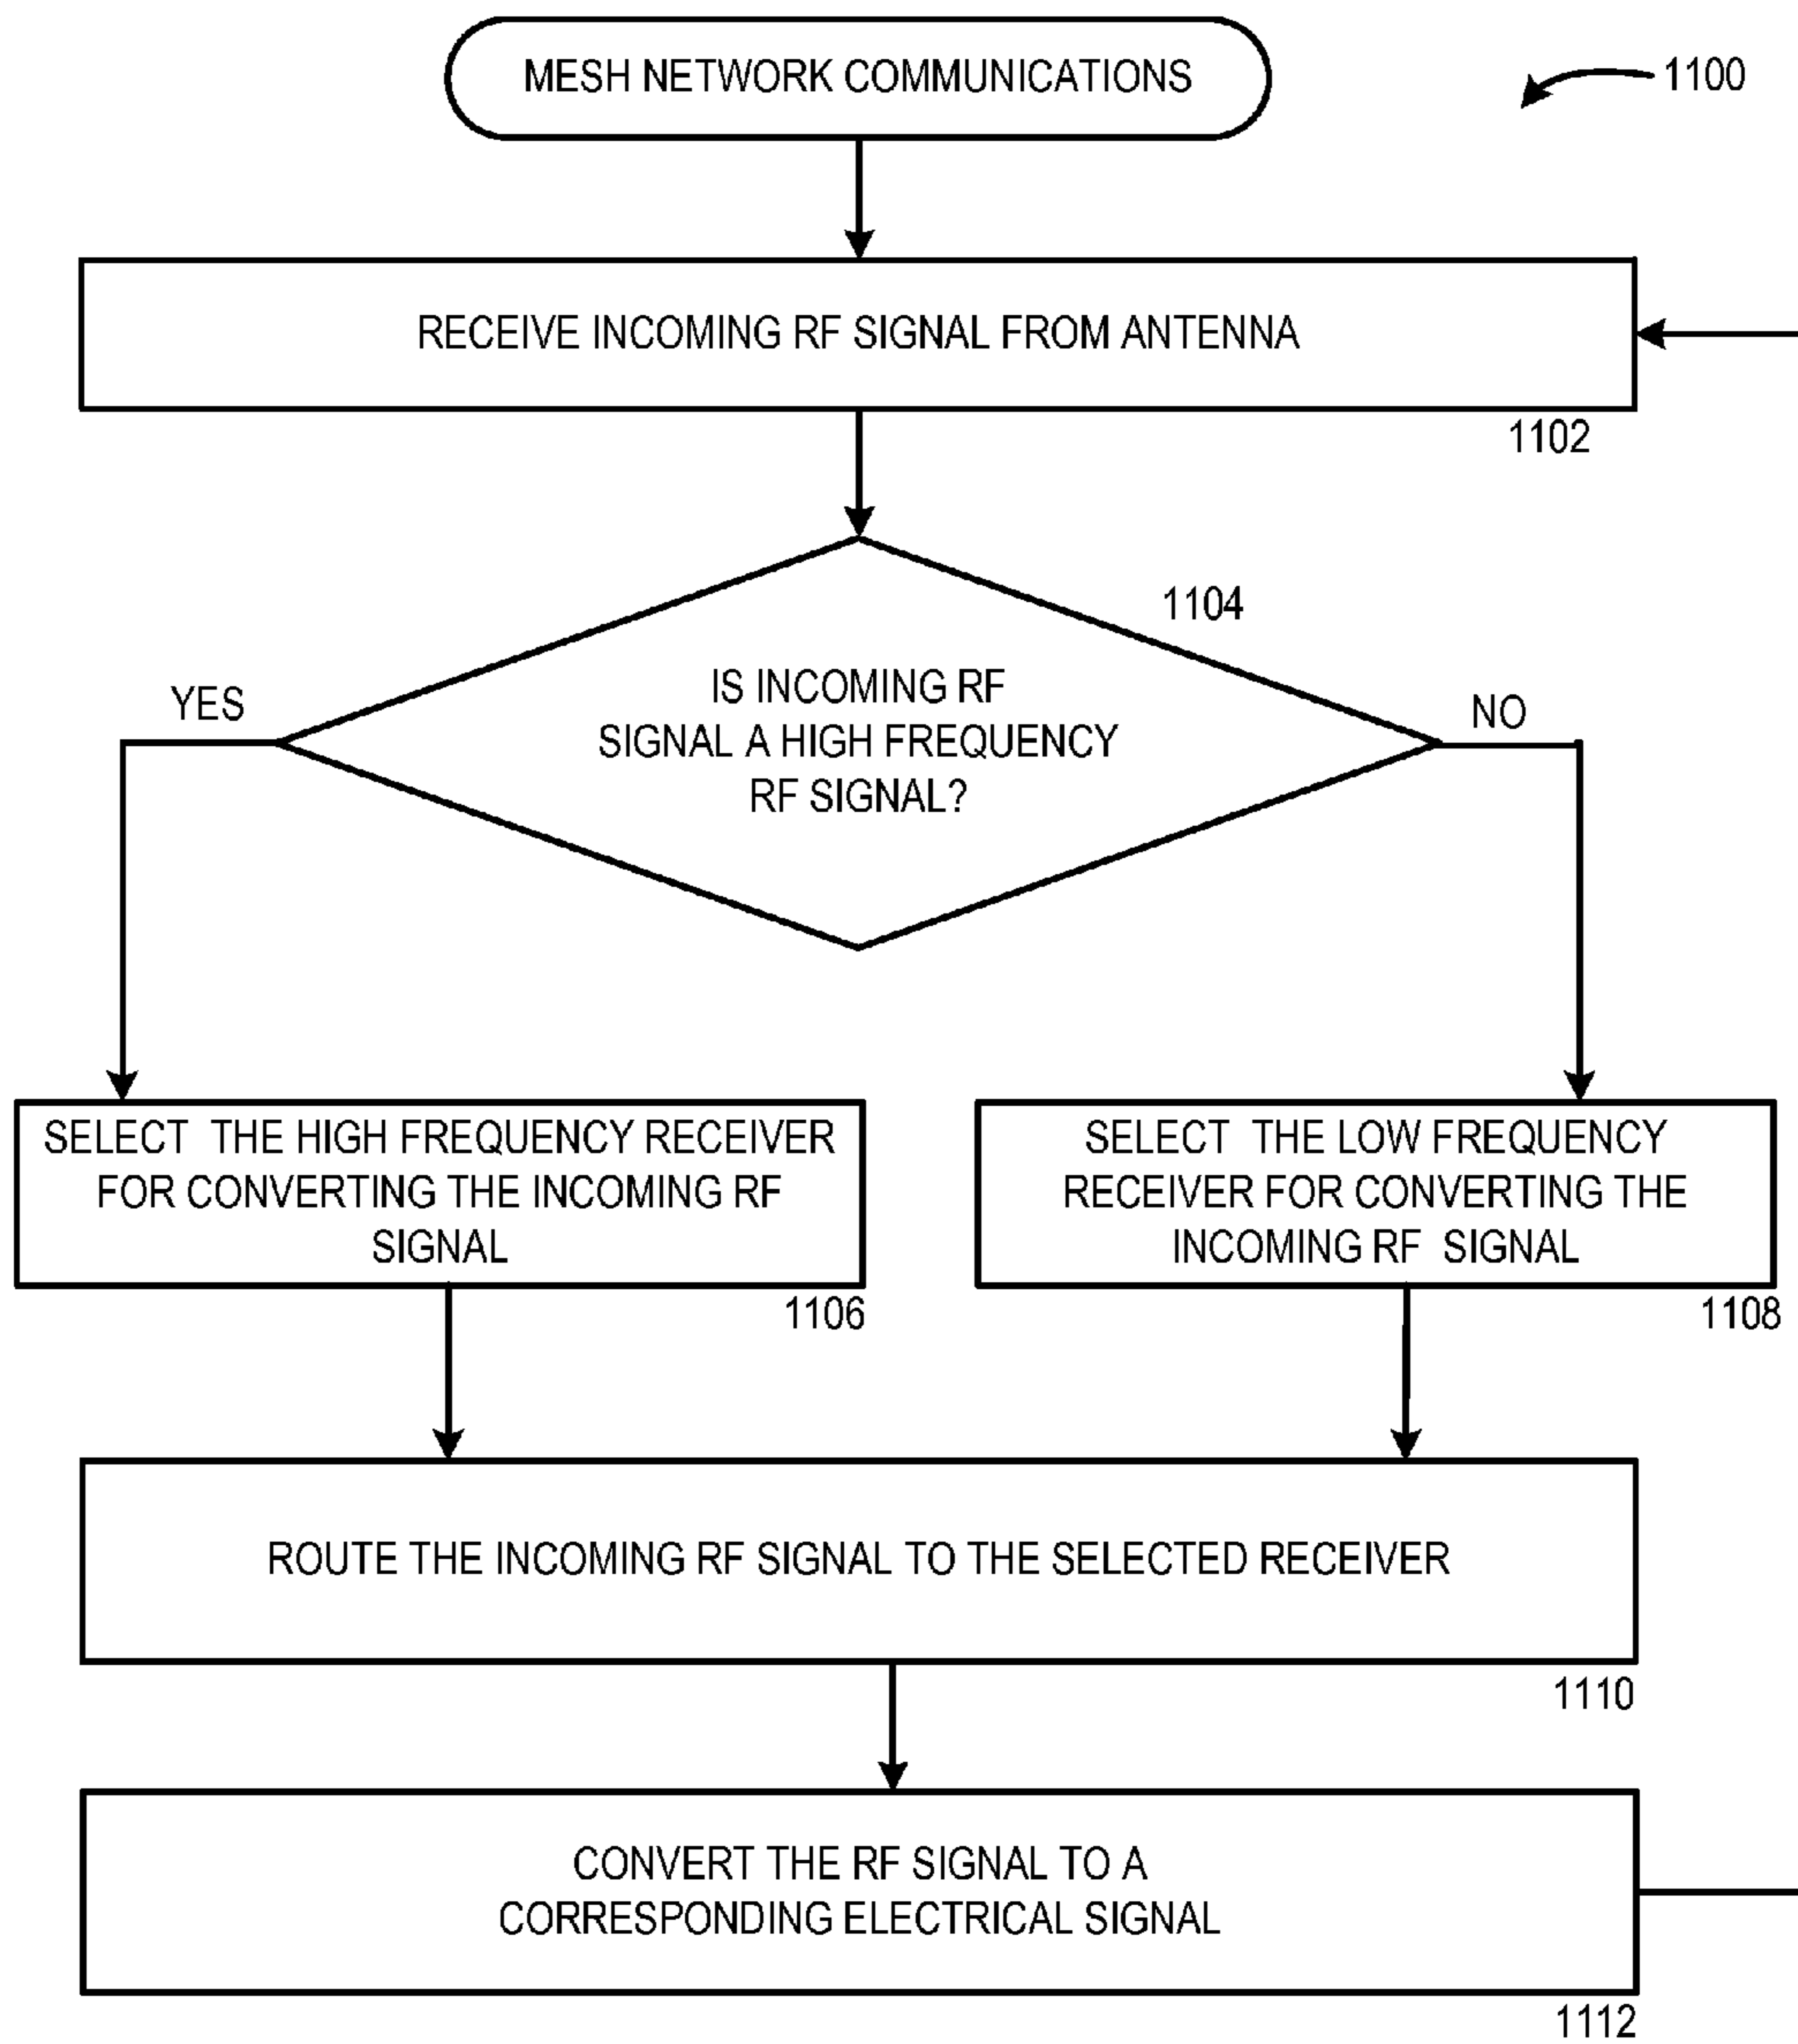 MESH NETWORK COMMUNICATIONS
1100
RECEIVE INCOMING RF SIGNAL FROM ANTENNA
1102
1104
IS INCOMING RF
SIGNAL A HIGH FREQUENCY
RF SIGNAL?
YES
NO
SELECT THE HIGH FREQUENCY RECEIVER
FOR CONVERTING THE INCOMING RF
SIGNAL
1106
SELECT THE LOW FREQUENCY
RECEIVER FOR CONVERTING THE
INCOMING RF SIGNAL
1108
ROUTE THE INCOMING RF SIGNAL TO THE SELECTED RECEIVER
1110
CONVERT THE RF SIGNAL TO A
CORRESPONDING ELECTRICAL SIGNAL
1112